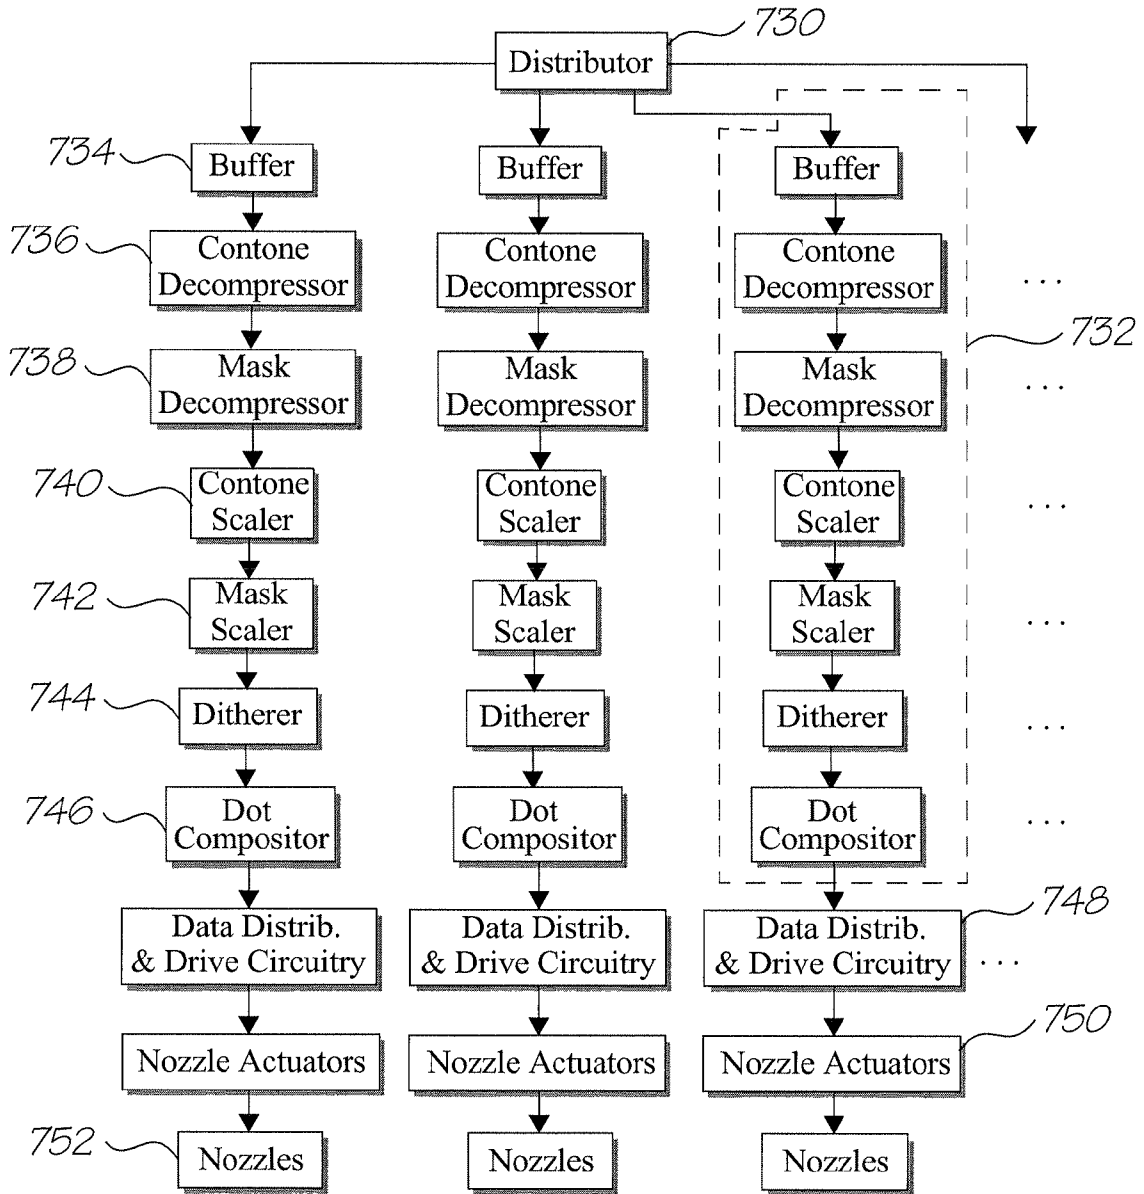 730
Distributor
734
Buffer
Buffer
Buffer
736
Contone
Decompressor
Contone
Decompressor
Contone
Decompressor
...
732
738
Mask
Decompressor
Mask
Decompressor
Mask
Decompressor
...
740
Contone
Scaler
Contone
Scaler
Contone
Scaler
...
742
Mask
Scaler
Mask
Scaler
Mask
Scaler
...
744
Ditherer
Ditherer
Ditherer
...
746
Dot
Compositor
Dot
Compositor
Dot
Compositor
...
Data Distrib.
& Drive Circuitry
Data Distrib.
& Drive Circuitry
Data Distrib.
& Drive Circuitry
748
...
Nozzle Actuators
Nozzle Actuators
Nozzle Actuators
750
752
Nozzles
Nozzles
Nozzles